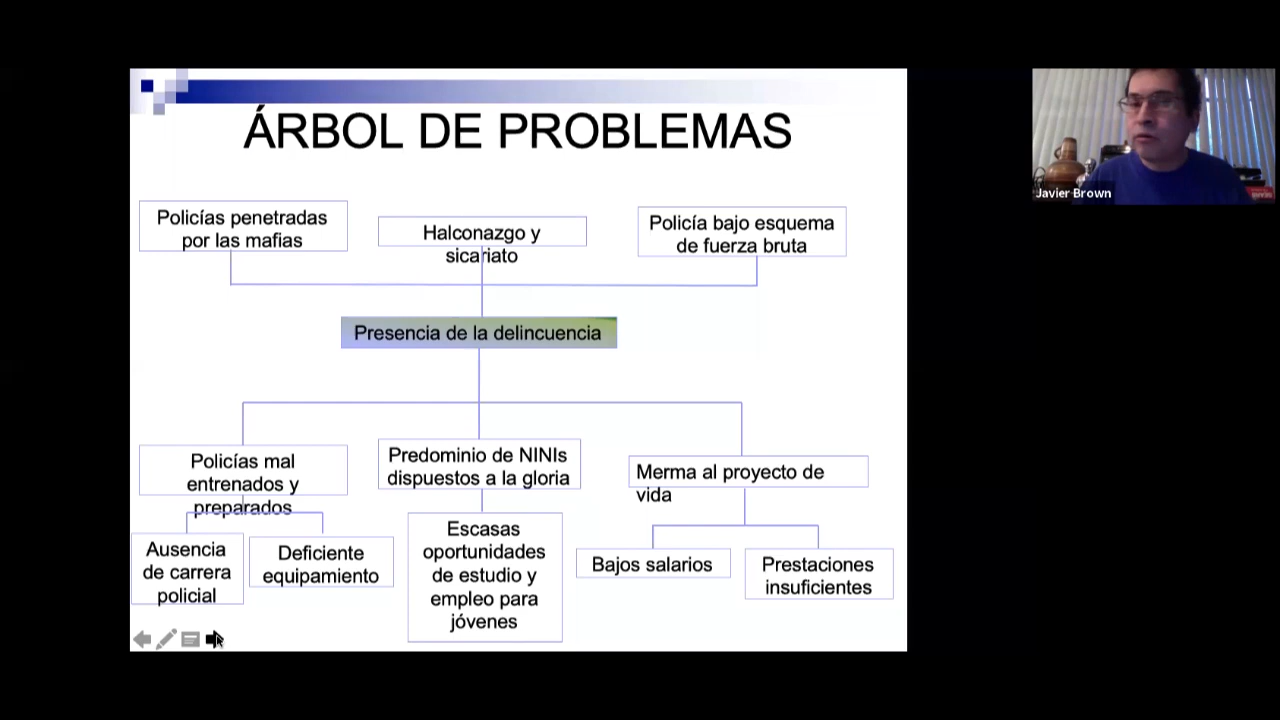 ÁRBOL DE PROBLEMAS
Policías penetradas
por las mafias
Halconazgo y
sicariato
Policía bajo esquema
de fuerza bruta
Presencia de la delincuencia
Policías mal
entrenados y
preparados
Predominio de NINIs
dispuestos a la gloria
Merma al proyecto de
vida
Ausencia
de carrera
policial
Deficiente
equipamiento
Escasas
oportunidades
de estudio y
empleo para
jóvenes
Bajos salarios
Prestaciones
insuficientes
Javier Brown